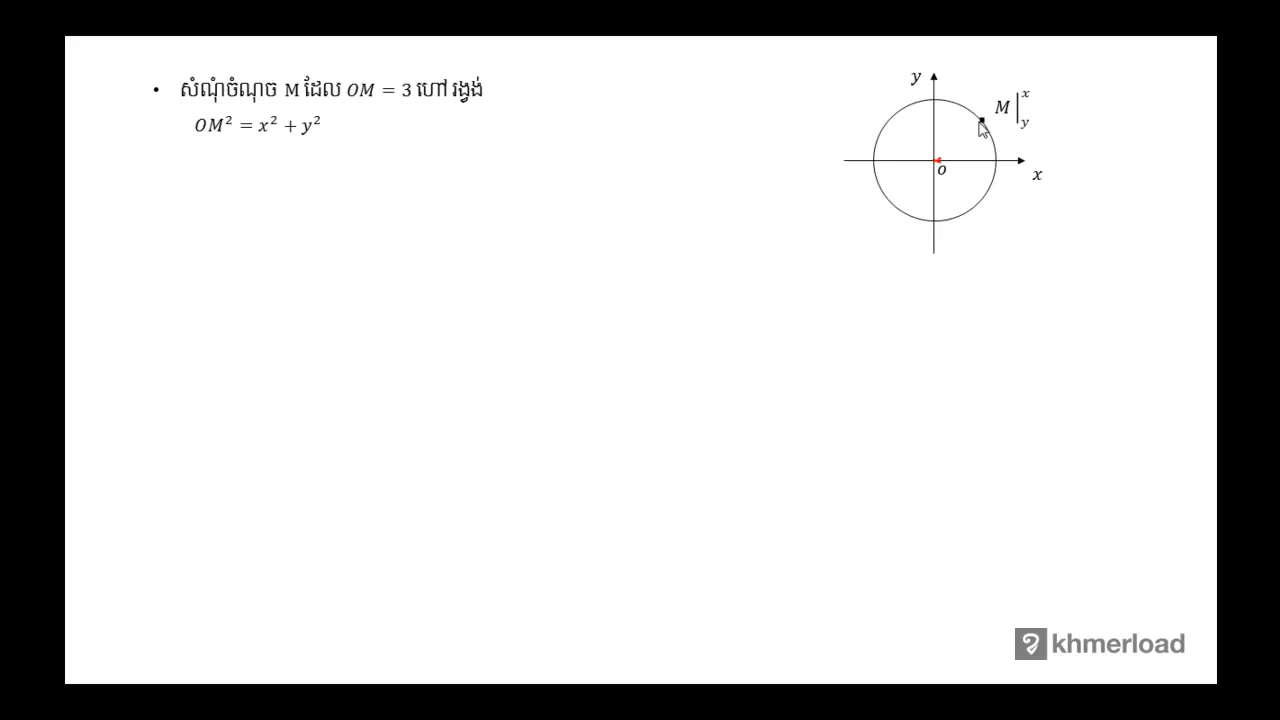 • សំណុំចំណុច M ដែល OM = 3 ហៅ រង្វង់
OM² = x² + y²
y
M | x
y
o
x
khmerload